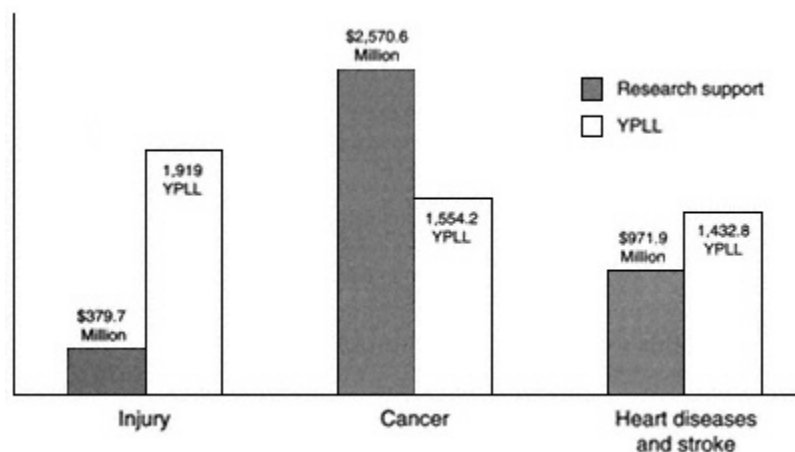 $2,570.6
Million
Research support
YPLL
1,919
YPLL
1,554.2
YPLL
$971.9
Million
1,432.8
YPLL
$379.7
Million
Injury
Cancer
Heart diseases
and stroke